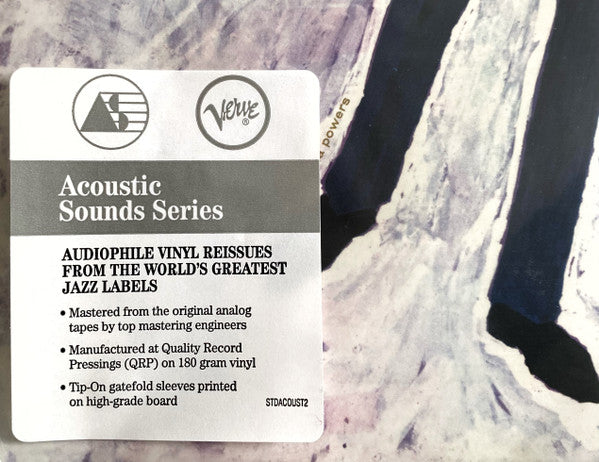 AS
Verve®
powers
Acoustic
Sounds Series
AUDIOPHILE VINYL REISSUES
FROM THE WORLD'S GREATEST
JAZZ LABELS
• Mastered from the original analog
tapes by top mastering engineers
• Manufactured at Quality Record
Pressings (QRP) on 180 gram vinyl
• Tip-On gatefold sleeves printed
on high-grade board
STDACOUST2